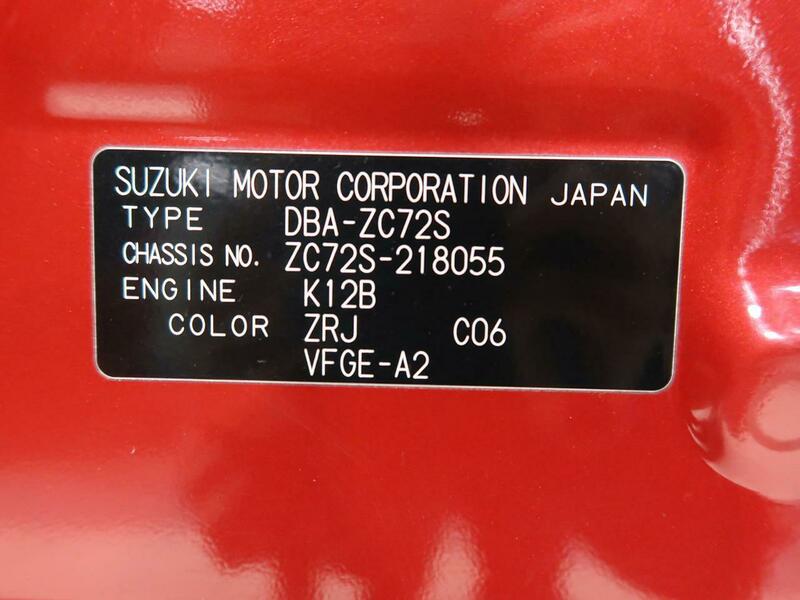 SUZUKI MOTOR CORPORATION JAPAN
TYPE DBA-ZC72S
CHASSIS NO. ZC72S-218055
ENGINE K12B
COLOR ZRJ C06
VFGE-A2